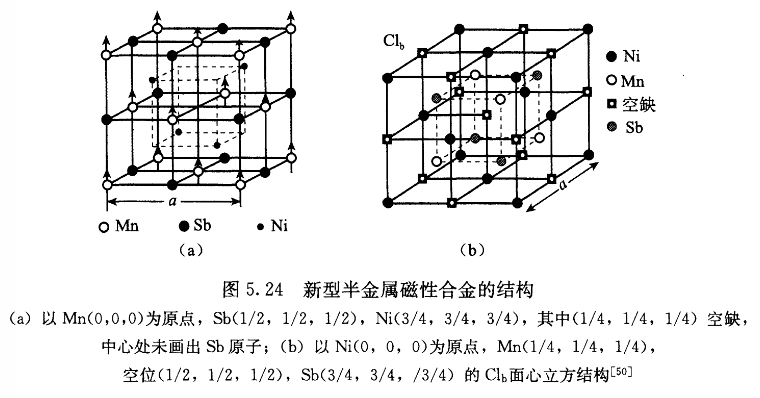 a
Mn
Sb
Ni
(a)
Clb
Ni
Mn
空缺
Sb
a
(b)
图 5.24 新型半金属磁性合金的结构
(a) 以 Mn(0,0,0)为原点, Sb(1/2, 1/2, 1/2), Ni(3/4, 3/4, 3/4), 其中(1/4, 1/4, 1/4) 空缺,
中心处未画出 Sb 原子; (b) 以 Ni(0, 0, 0)为原点, Mn(1/4, 1/4, 1/4),
空位(1/2, 1/2, 1/2), Sb(3/4, 3/4, /3/4) 的 Clb面心立方结构[50]